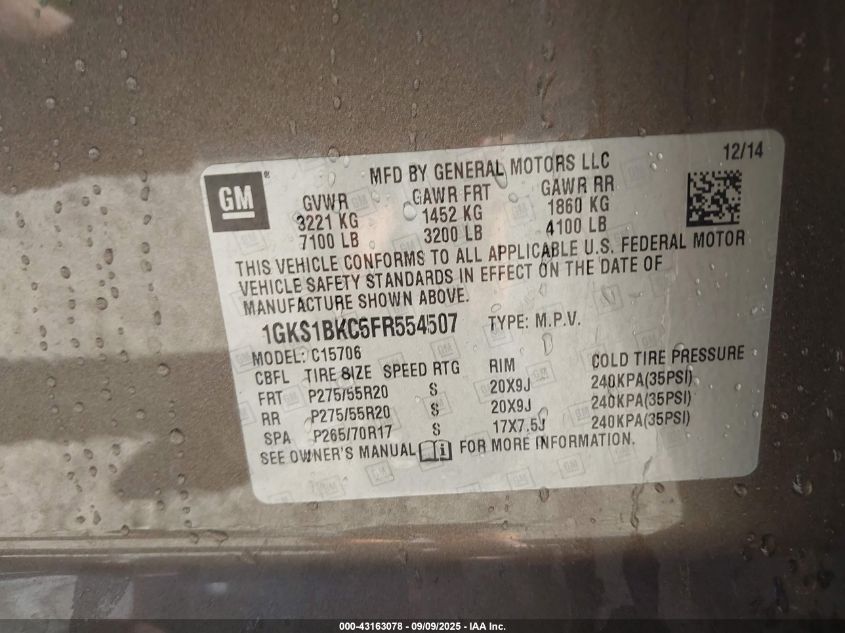 GM
®
12/14
MFD BY GENERAL MOTORS LLC
GVWR GAWR FRT GAWR RR
3221 KG 1452 KG 1860 KG
7100 LB 3200 LB 4100 LB
THIS VEHICLE CONFORMS TO ALL APPLICABLE U.S. FEDERAL MOTOR
VEHICLE SAFETY STANDARDS IN EFFECT ON THE DATE OF
MANUFACTURE SHOWN ABOVE.
1GKS1BKC5FR554507 TYPE: M.P.V.
MODEL: C15706
CBFL TIRE SIZE SPEED RTG RIM COLD TIRE PRESSURE
FRT P275/55R20 S 20X9J 240KPA(35PSI)
RR P275/55R20 S 20X9J 240KPA(35PSI)
SPA P265/70R17 S 17X7.5J 240KPA(35PSI)
SEE OWNER'S MANUAL FOR MORE INFORMATION.
000-43163078 - 09/09/2025 - IAA Inc.